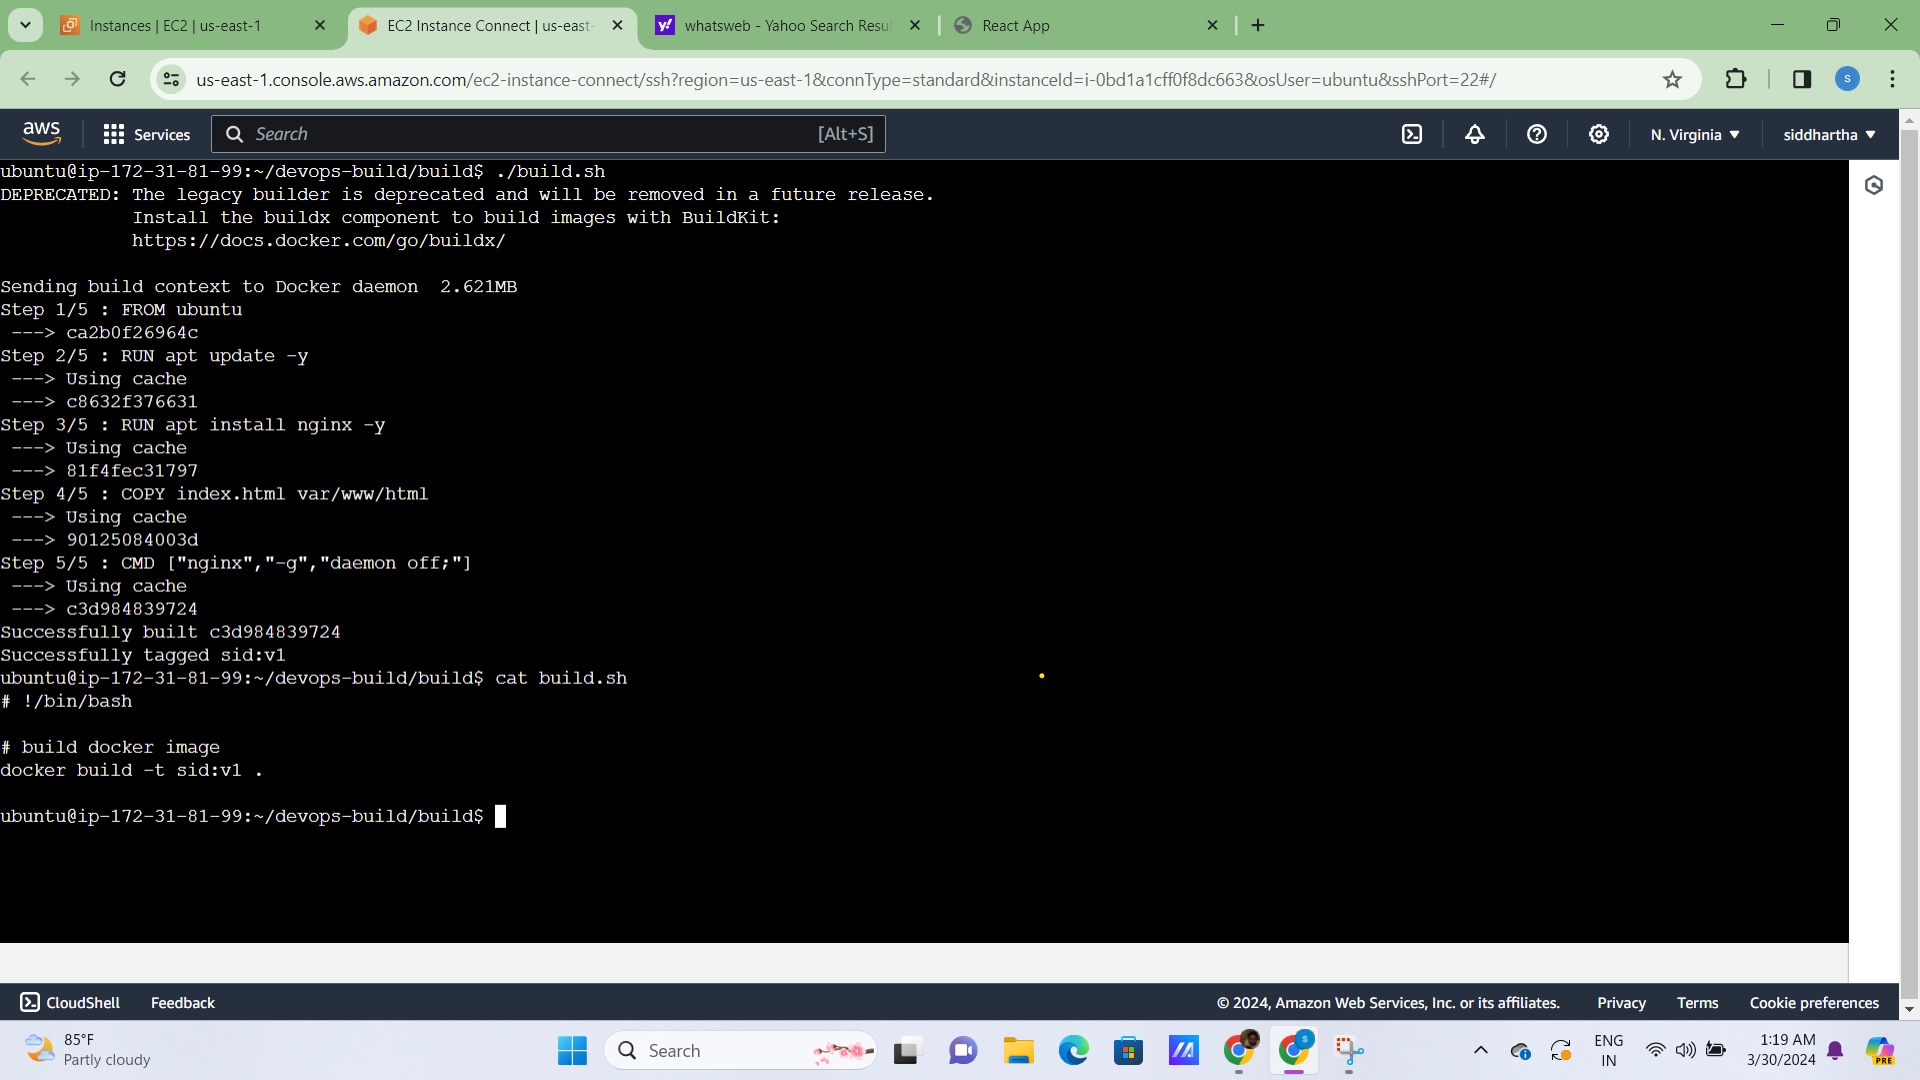 Instances | EC2 | us-east-1
EC2 Instance Connect | us-east-
whatsweb - Yahoo Search Resu
React App
us-east-1.console.aws.amazon.com/ec2-instance-connect/ssh?region=us-east-1&connType=standard&instanceId=i-0bd1a1cff0f8dc663&osUser=ubuntu&sshPort=22#/
S
aws
Services
Search
[Alt+S]
N. Virginia
siddhartha
ubuntu@ip-172-31-81-99:~/devops-build/build$ ./build.sh
DEPRECATED: The legacy builder is deprecated and will be removed in a future release.
Install the buildx component to build images with BuildKit:
https://docs.docker.com/go/buildx/
Sending build context to Docker daemon  2.621MB
Step 1/5 : FROM ubuntu
---> ca2b0f26964c
Step 2/5 : RUN apt update -y
---> Using cache
---> c8632f376631
Step 3/5 : RUN apt install nginx -y
---> Using cache
---> 81f4fec31797
Step 4/5 : COPY index.html var/www/html
---> Using cache
---> 90125084003d
Step 5/5 : CMD ["nginx","-g","daemon off;"]
---> Using cache
---> c3d984839724
Successfully built c3d984839724
Successfully tagged sid:v1
ubuntu@ip-172-31-81-99:~/devops-build/build$ cat build.sh
# !/bin/bash
# build docker image
docker build -t sid:v1 .
ubuntu@ip-172-31-81-99:~/devops-build/build$
CloudShell
Feedback
© 2024, Amazon Web Services, Inc. or its affiliates.
Privacy
Terms
Cookie preferences
85°F
Partly cloudy
Search
ENG
IN
1:19 AM
3/30/2024
PRE